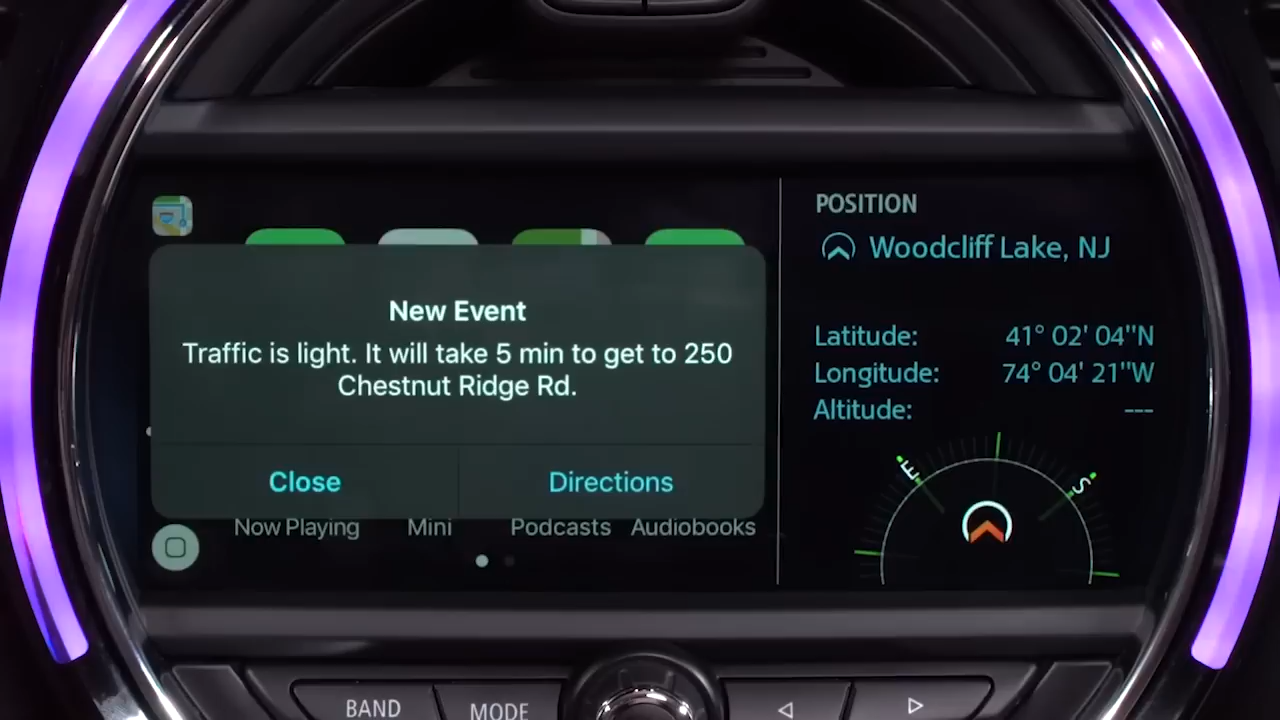 New Event
Traffic is light. It will take 5 min to get to 250
Chestnut Ridge Rd.
Close Directions
Now Playing Mini Podcasts Audiobooks
POSITION
Woodcliff Lake, NJ
Latitude: 41° 02' 04"N
Longitude: 74° 04' 21"W
Altitude: ---
E S
BAND MODE